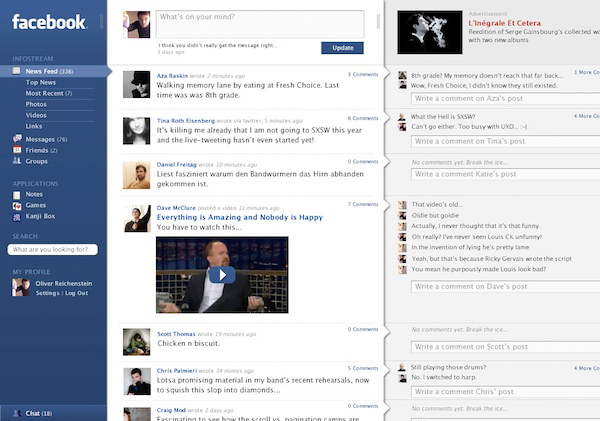 facebook
INFOSTREAM
News Feed (336)
Top News
Most Recent (7)
Photos
Videos
Links
Messages (76)
Friends (2)
Groups
APPLICATIONS
Notes
Games
Kanji Box
SEARCH
What are you looking for?
MY PROFILE
Oliver Reichenstein
Settings | Log Out
Chat (18)
What's on your mind?
I think you didn't really get the message right...
3 days ago
Update
Aza Raskin wrote 2 minutes ago
3 Comments
Walking memory lane by eating at Fresh Choice. Last
time was was 8th grade.
Tina Roth Eisenberg wrote via twitter, 5 minutes ago
6 Comments
It's killing me already that I am not going to SXSW this year
and the live-tweeting hasn't even started yet!
Daniel Freitag wrote 10 minutes ago
0 Comments
Liest fasziniert warum den Bandwürmern das Hirn abhanden
gekommen ist.
Dave McClure posted a video 11 minutes ago
7 Comments
Everything is Amazing and Nobody is Happy
You have to watch this...
Scott Thomas wrote 19 minutes ago
0 Comments
Chicken n biscuit.
Chris Palmieri wrote 34 minutes ago
5 Comments
Lotsa promising material in my band's recent rehearsals, now
to squish this slop into diamonds...
Craig Mod wrote 2 days ago
0 Comments
Fascinating to see how the scroll vs. pagination camps are
Advertisement
L'Inégrale Et Cetera
Reedition of Serge Gainsbourg's collected wo
with two new albums
8th grade? My memory doesn't reach that far back...
1 More Co
Wow, Fresh Choice, I didn't know they still existed.
Write a comment on Aza's post
What the Hell is SXSW?
4 More Co
Can't go either. Too busy with UXD... :-(
Write a comment on Tina's post
No comments yet. Break the ice...
Write a comment Katie's post
That video's old...
Oldie but goldie
Actually, I never thought that it's that funny.
Oh really? I've never seen Louis CK unfunny!
In the invention of lying he's pretty lame
Yeah, but that's because Ricky Gervais wrote the script
You mean he purposely made Louis look bad?
Write a comment on Dave's post
No comments yet. Break the ice...
Write a comment on Scott's post
Still playing those drums?
4 More Co
No. I switched to harp.
Write a comment Chris' post
No comments yet. Break the ice...